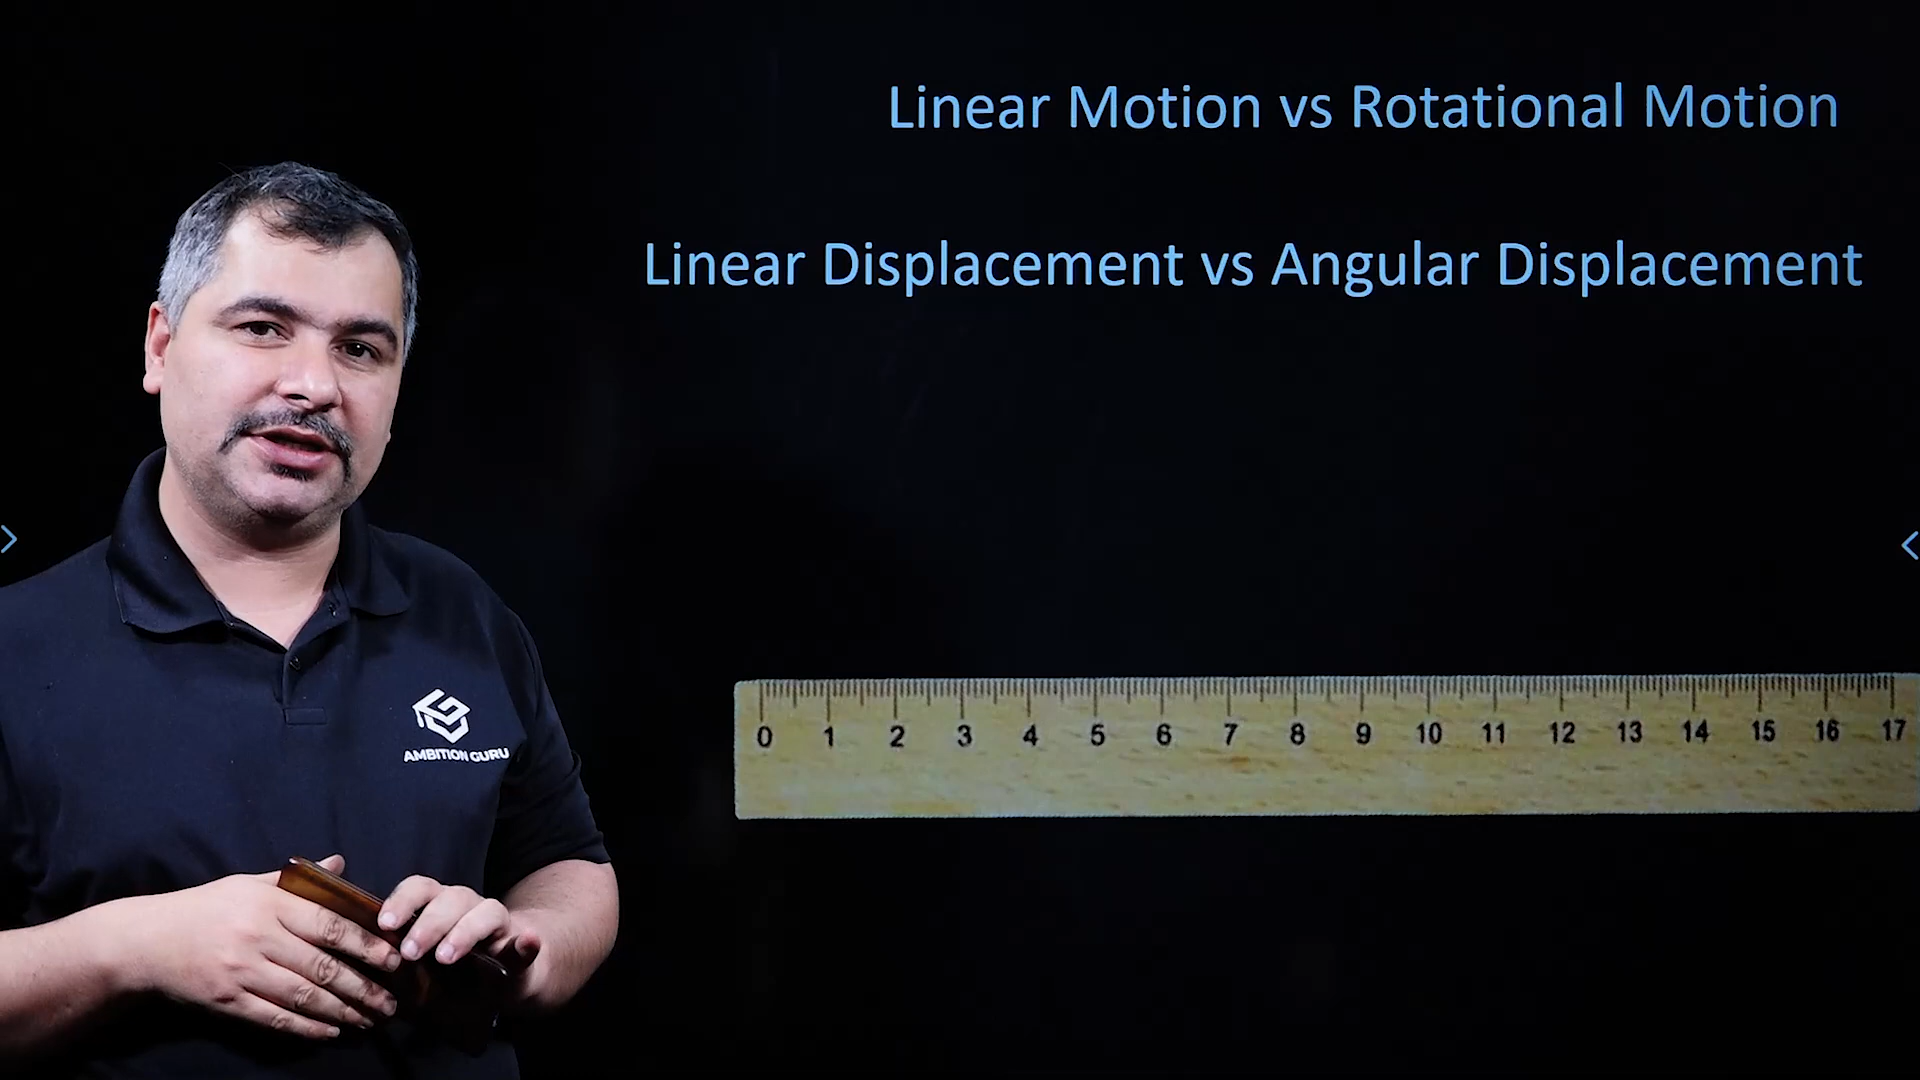 Linear Motion vs Rotational Motion
Linear Displacement vs Angular Displacement
AMBITION GURU
0 1 2 3 4 5 6 7 8 9 10 11 12 13 14 15 16 17